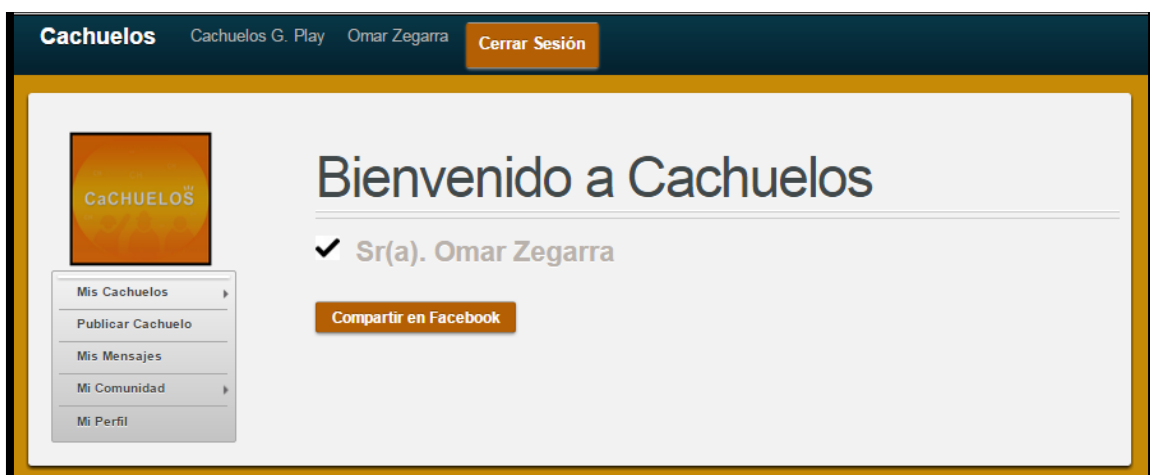 Cachuelos Cachuelos G. Play Omar Zegarra Cerrar Sesión
CaCHUELOS
Bienvenido a Cachuelos
Sr(a). Omar Zegarra
Compartir en Facebook
Mis Cachuelos
Publicar Cachuelo
Mis Mensajes
Mi Comunidad
Mi Perfil